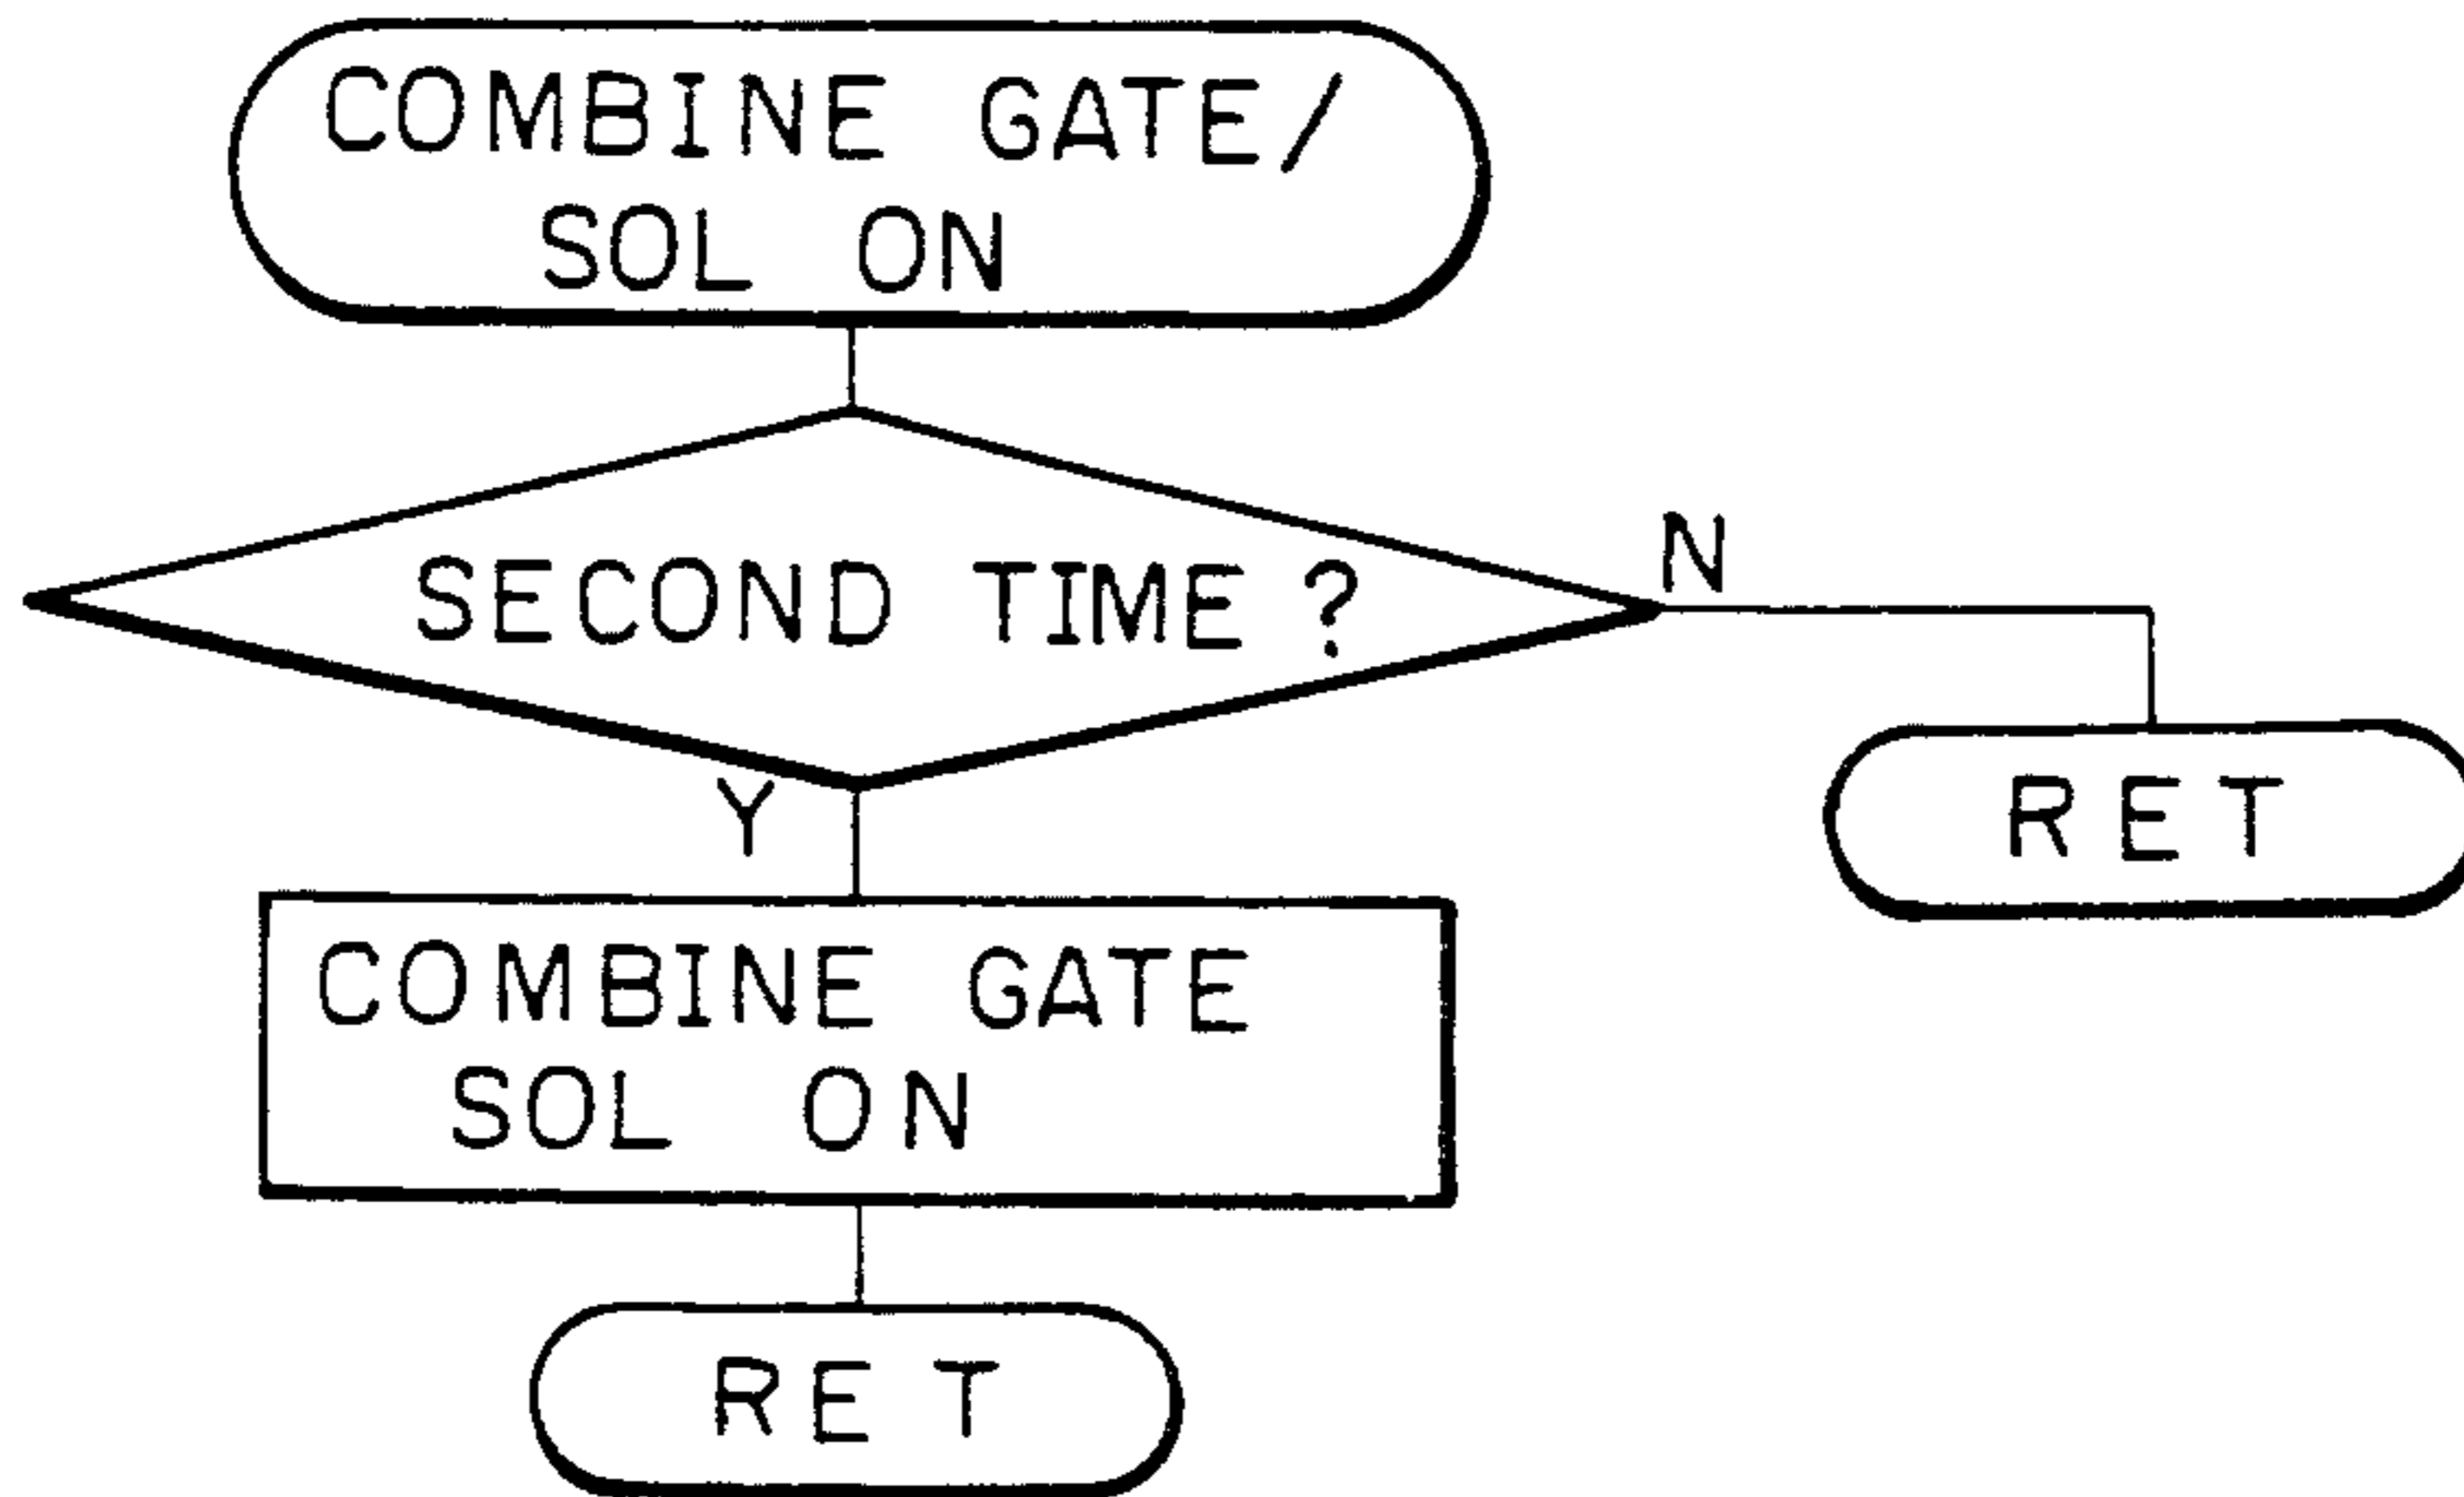 COMBINE GATE/
SOL ON
SECOND TIME?
N
Y
RET
COMBINE GATE
SOL ON
RET